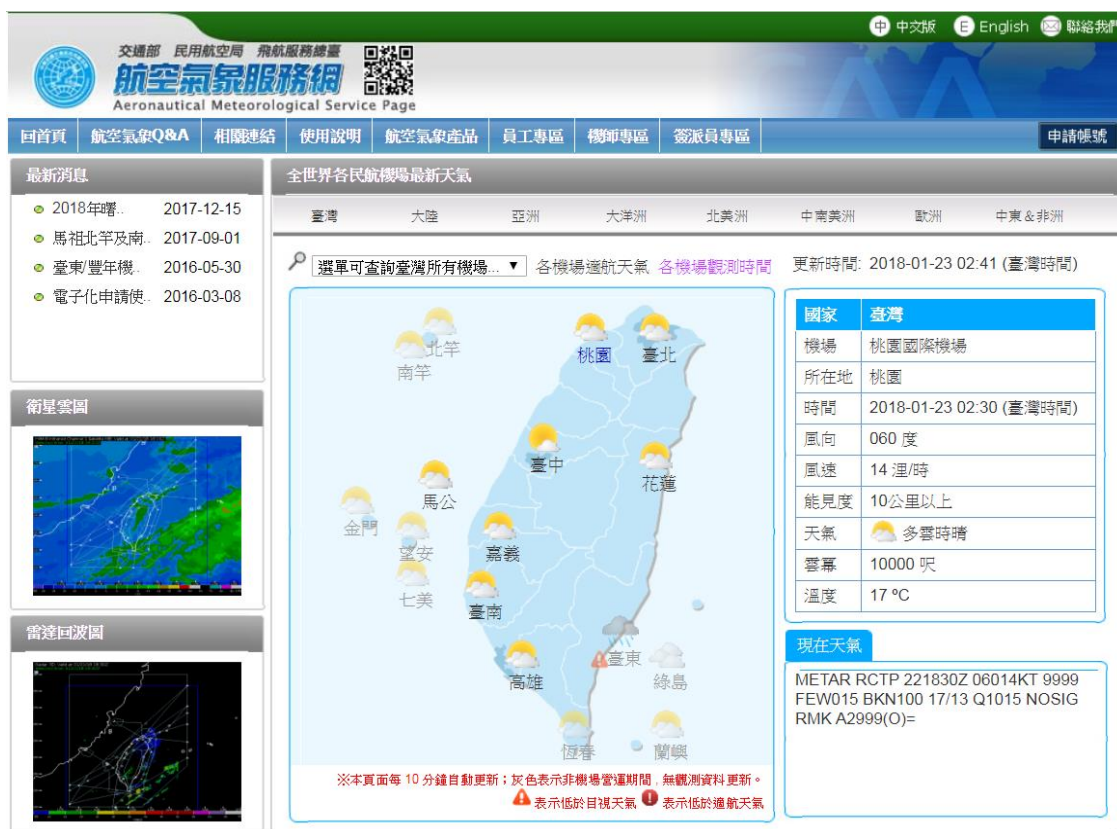 中 中文版 E English 聯絡我們
交通部 民用航空局 飛航服務總臺
航空氣象服務網
Aeronautical Meteorological Service Page
回首頁 航空氣象Q&A 相關連結 使用說明 航空氣象產品 員工專區 機師專區 簽派員專區 申請帳號
最新消息
2018年曙.. 2017-12-15
馬祖北竿及南.. 2017-09-01
臺東/豐年機.. 2016-05-30
電子化申請使.. 2016-03-08
衛星雲圖
雷達回波圖
全世界各民航機場最新天氣
臺灣 大陸 亞洲 大洋洲 北美洲 中南美洲 歐洲 中東&非洲
選單可查詢臺灣所有機場... ▼ 各機場適航天氣 各機場觀測時間 更新時間: 2018-01-23 02:41 (臺灣時間)
北竿
南竿
桃園
臺北
臺中
花蓮
馬公
金門
望安
嘉義
七美
臺南
臺東
高雄
綠島
恆春
蘭嶼
※本頁面每 10 分鐘自動更新；灰色表示非機場營運期間，無觀測資料更新。
表示低於目視天氣 表示低於適航天氣
國家 臺灣
機場 桃園國際機場
所在地 桃園
時間 2018-01-23 02:30 (臺灣時間)
風向 060 度
風速 14 浬/時
能見度 10公里以上
天氣 多雲時晴
雲幕 10000 呎
溫度 17 ºC
現在天氣
METAR RCTP 221830Z 06014KT 9999
FEW015 BKN100 17/13 Q1015 NOSIG
RMK A2999(O)=